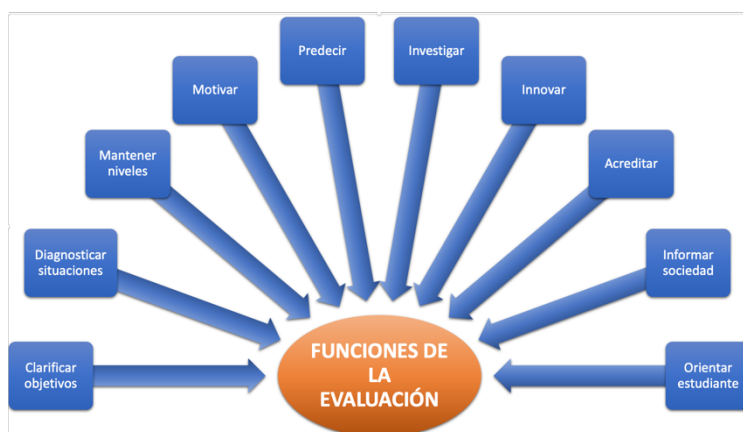 Predecir
Investigar
Motivar
Innovar
Mantener
niveles
Acreditar
Diagnosticar
situaciones
Informar
sociedad
Clarificar
objetivos
FUNCIONES DE
LA
EVALUACIÓN
Orientar
estudiante